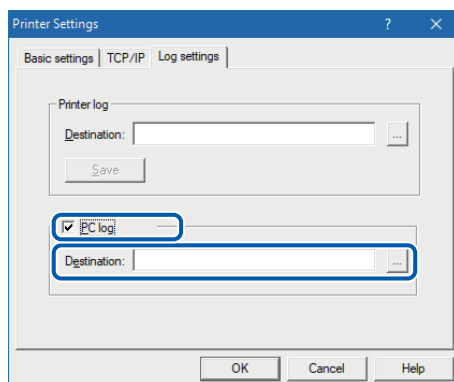 Printer Settings ? ×
Basic settings TCP/IP Log settings
Printer log
Destination: ...
Save
PC log
Destination: ...
OK Cancel Help